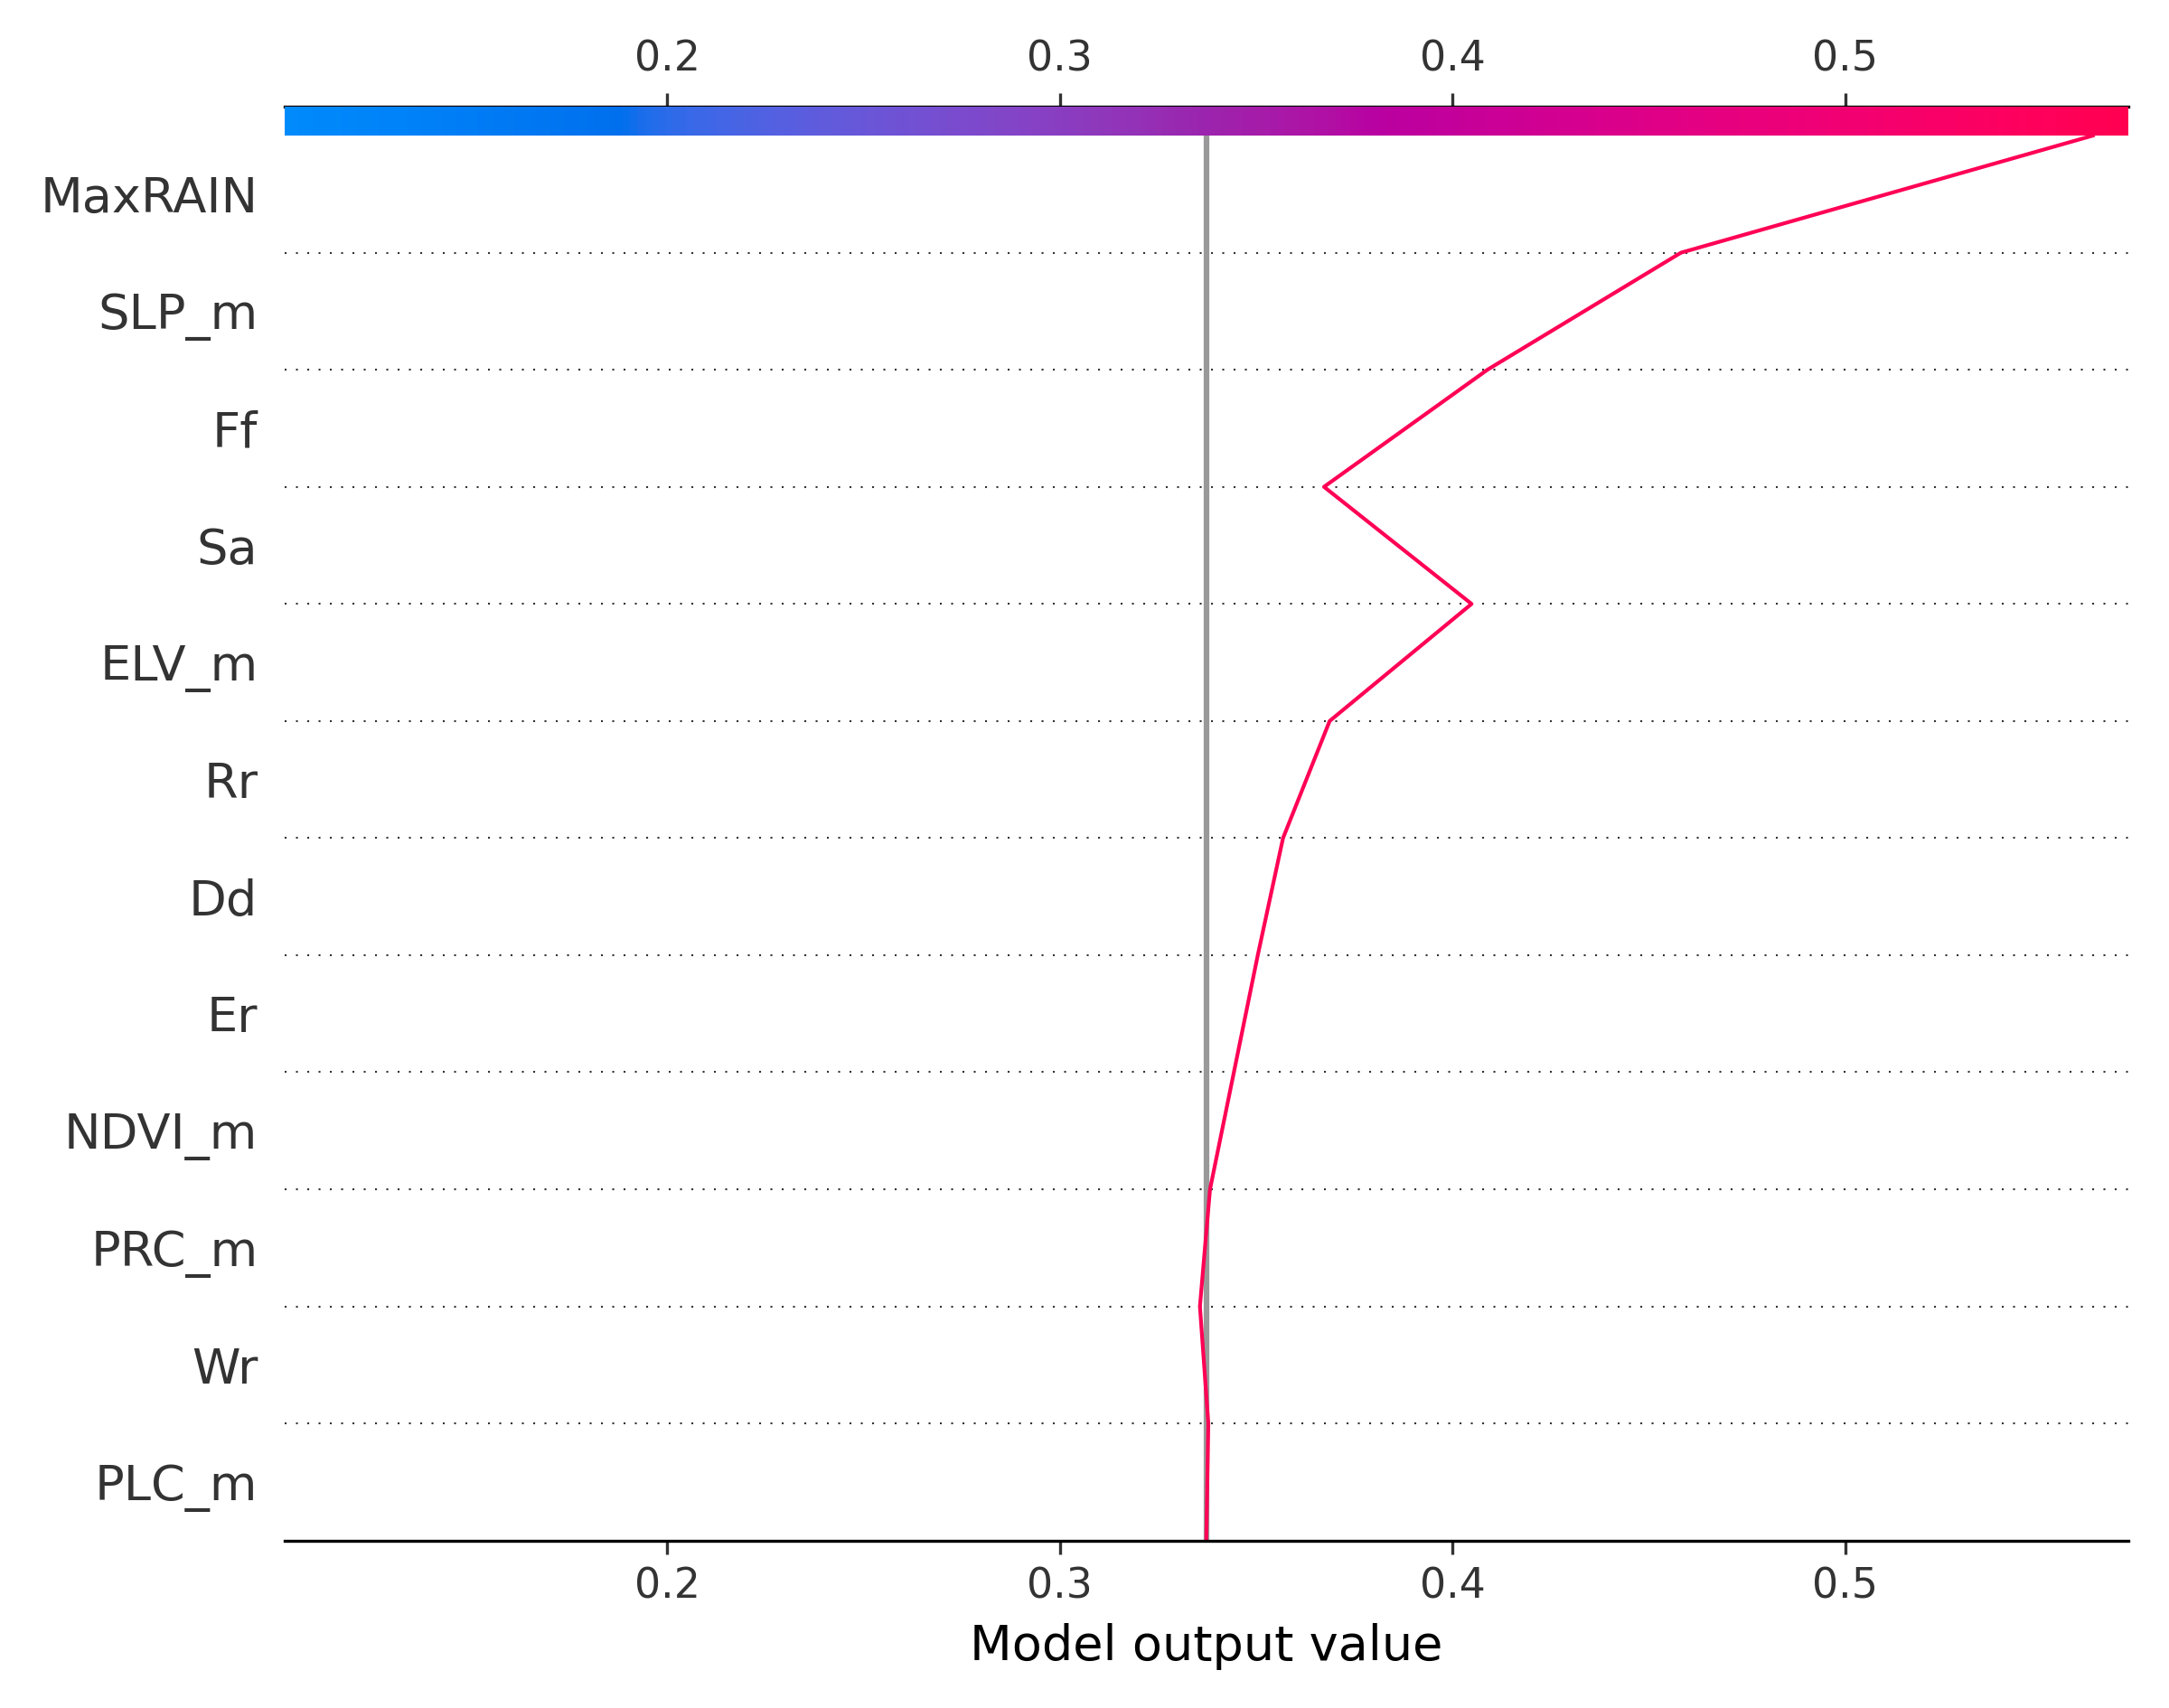 0.2 0.3 0.4 0.5
MaxRAIN
SLP_m
Ff
Sa
ELV_m
Rr
Dd
Er
NDVI_m
PRC_m
Wr
PLC_m
0.2 0.3 0.4 0.5
Model output value